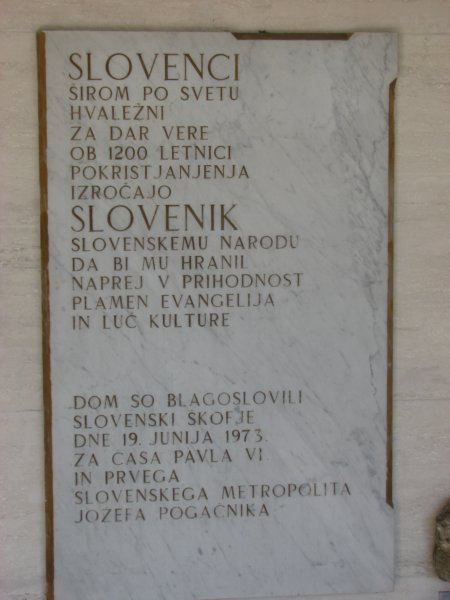 SLOVENCI
ŠIROM PO SVETU
HVALEŽNI
ZA DAR VERE
OB 1200 LETNICI
POKRISTJANJENJA
IZROČAJO
SLOVENIK
SLOVENSKEMU NARODU
DA BI MU HRANIL
NAPREJ V PRIHODNOST
PLAMEN EVANGELIJA
IN LUČ KULTURE
DOM SO BLAGOSLOVILI
SLOVENSKI ŠKOFJE
DNE 19. JUNIJA 1973.
ZA ČASA PAVLA VI.
IN PRVEGA
SLOVENSKEGA METROPOLITA
JOŽEFA POGAČNIKA